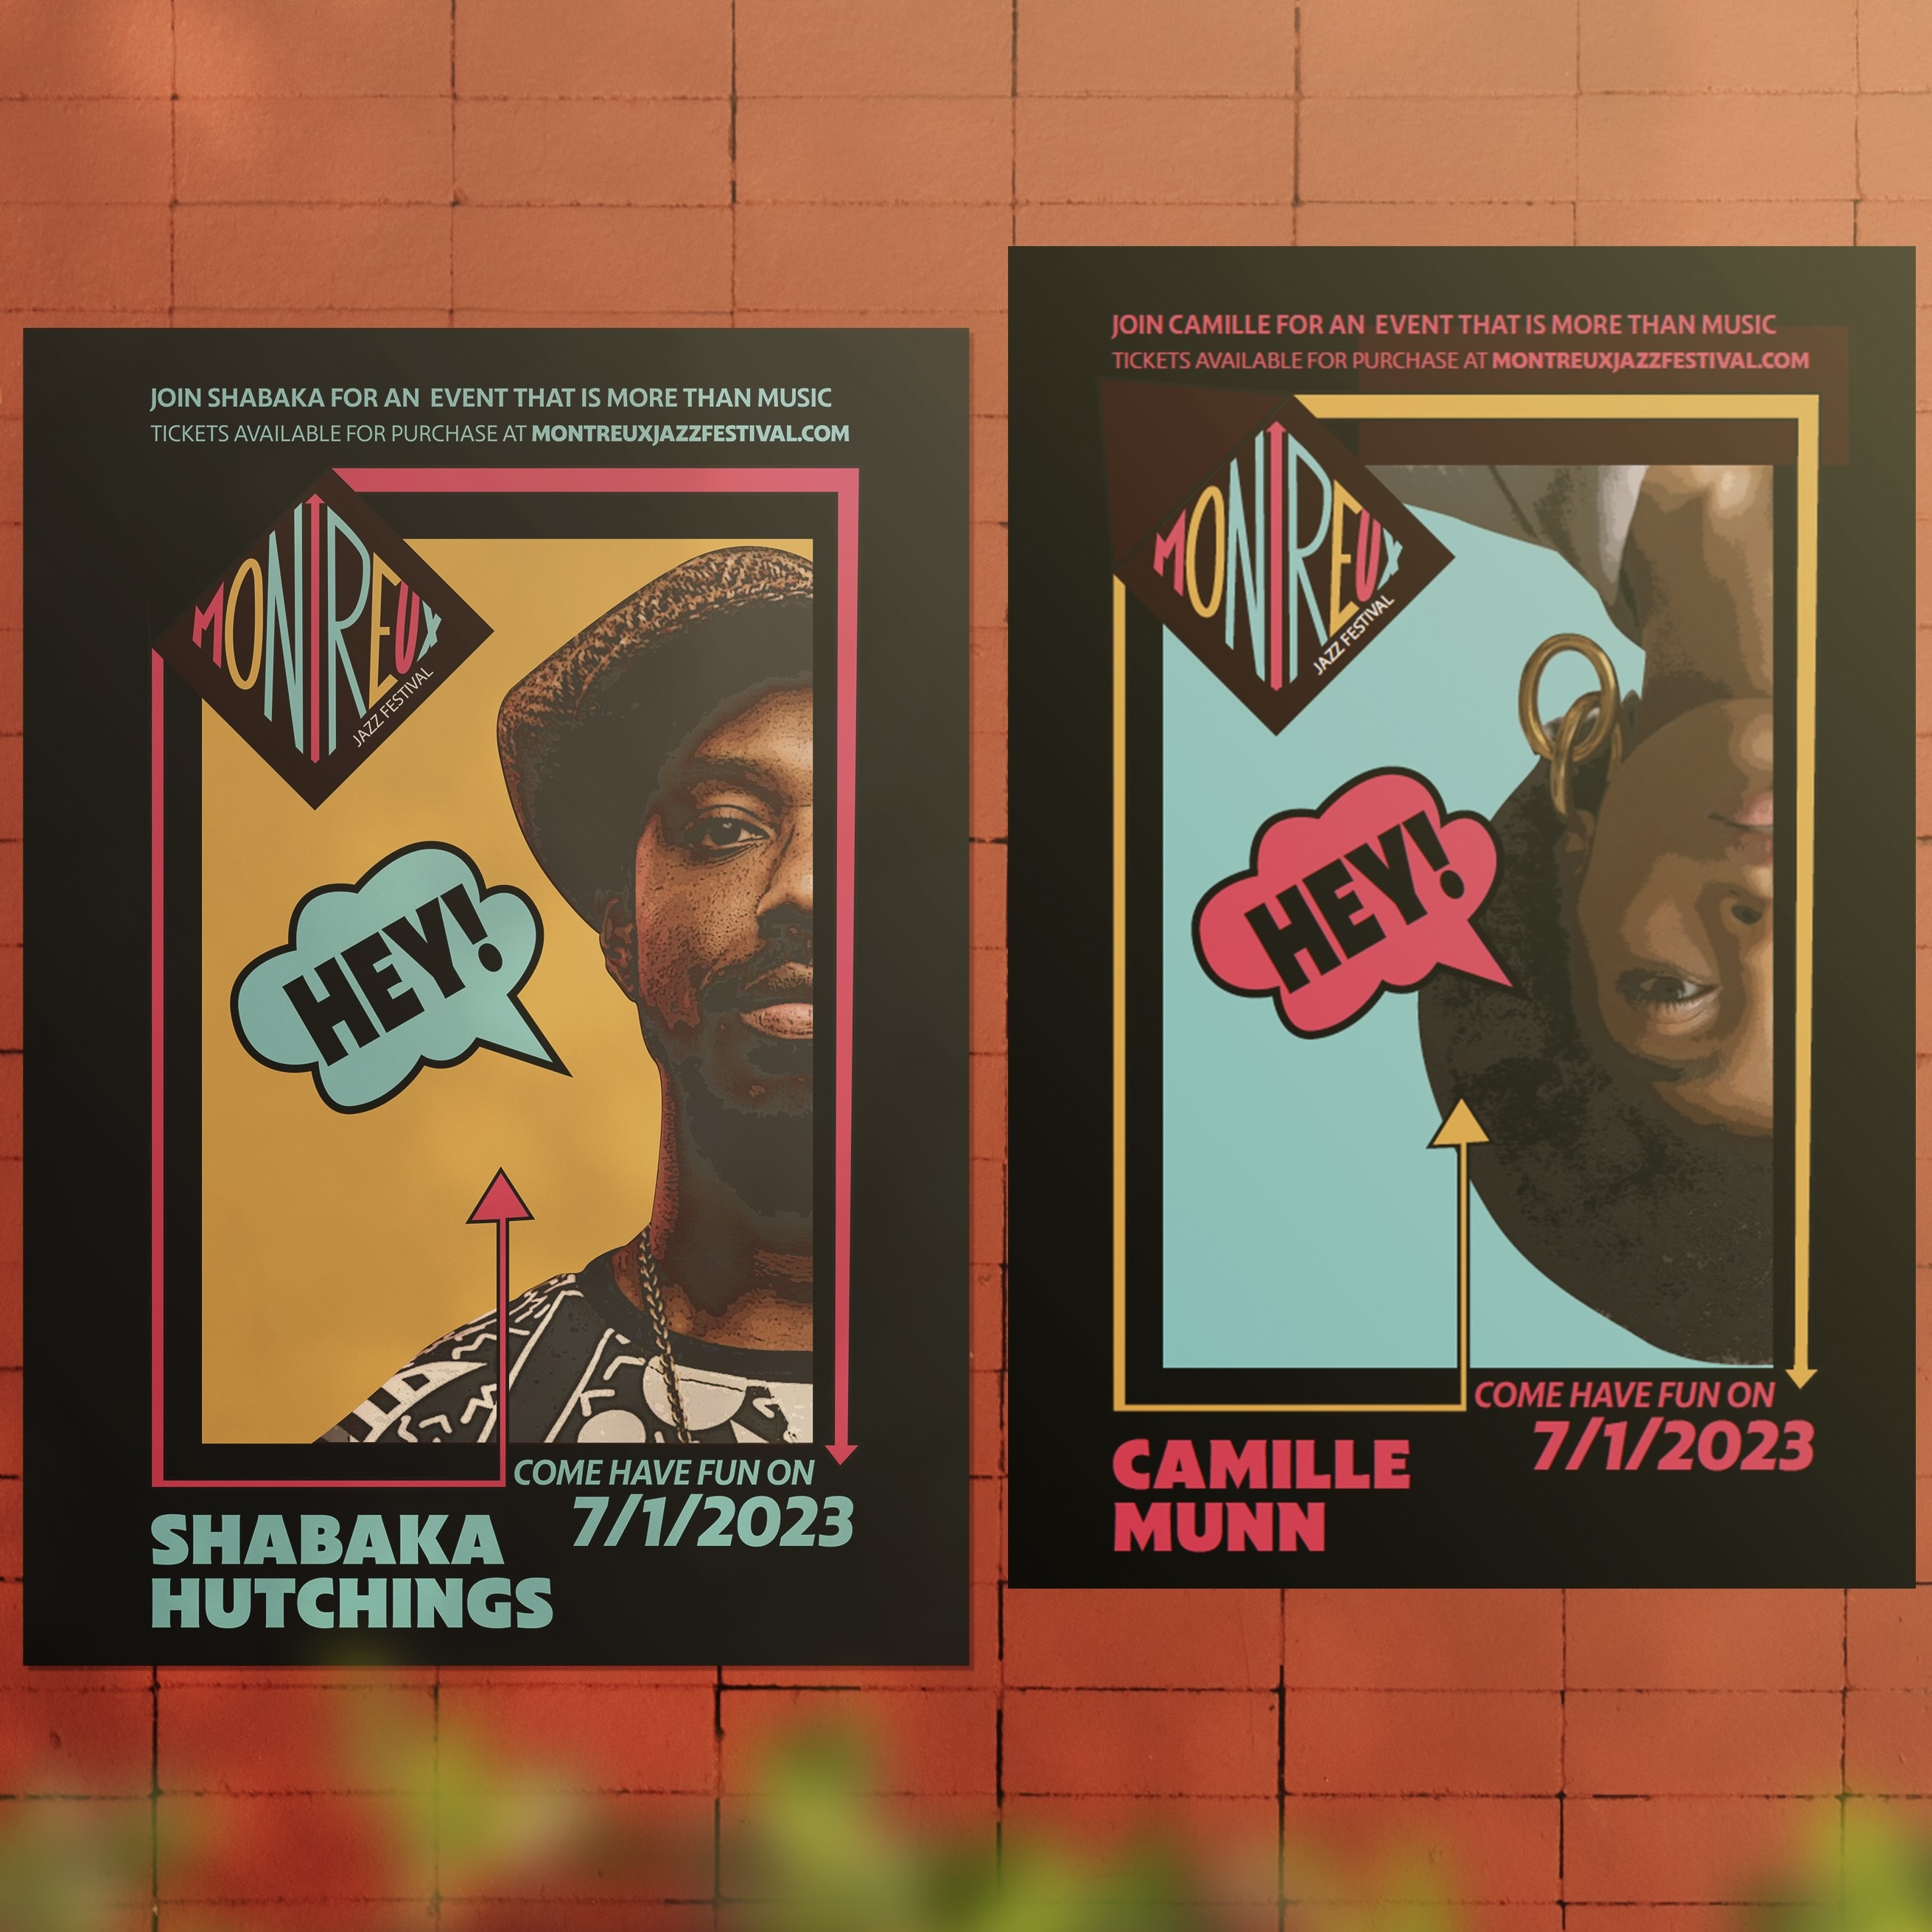 JOIN SHABAKA FOR AN EVENT THAT IS MORE THAN MUSIC
TICKETS AVAILABLE FOR PURCHASE AT MONTREUXJAZZFESTIVAL.COM
MONTREUX
JAZZ FESTIVAL
HEY!
COME HAVE FUN ON
7/1/2023
SHABAKA
HUTCHINGS
JOIN CAMILLE FOR AN EVENT THAT IS MORE THAN MUSIC
TICKETS AVAILABLE FOR PURCHASE AT MONTREUXJAZZFESTIVAL.COM
MONTREUX
JAZZ FESTIVAL
HEY!
COME HAVE FUN ON
7/1/2023
CAMILLE
MUNN